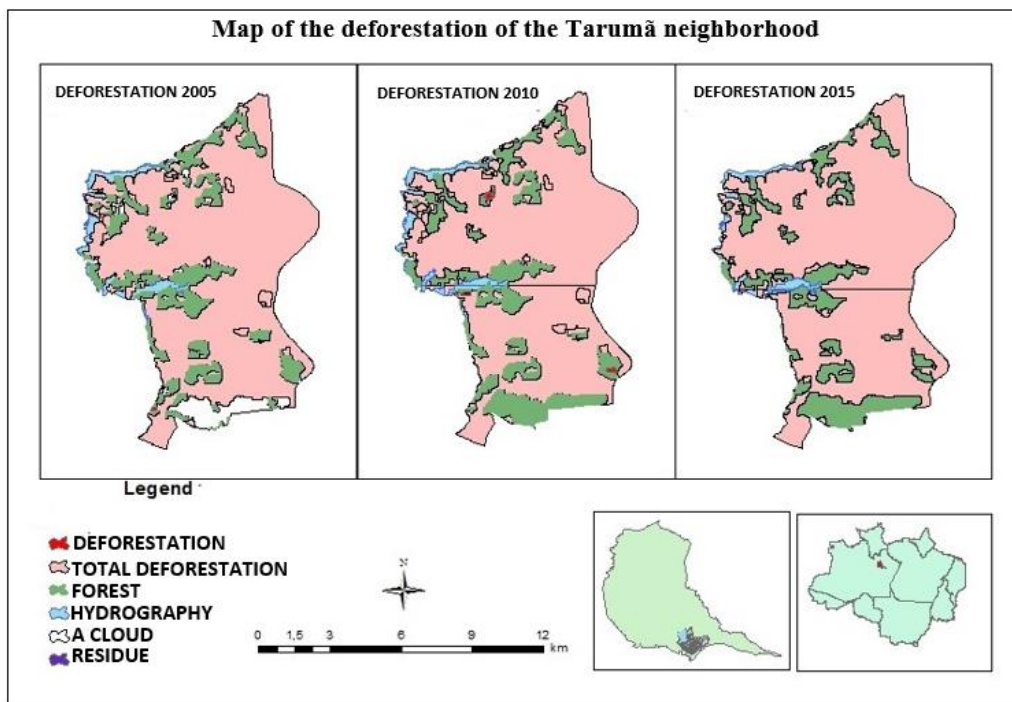 Map of the deforestation of the Tarumã neighborhood
DEFORESTATION 2005
DEFORESTATION 2010
DEFORESTATION 2015
Legend
DEFORESTATION
TOTAL DEFORESTATION
FOREST
HYDROGRAPHY
A CLOUD
RESIDUE
N
0 1,5 3 6 9 12
km